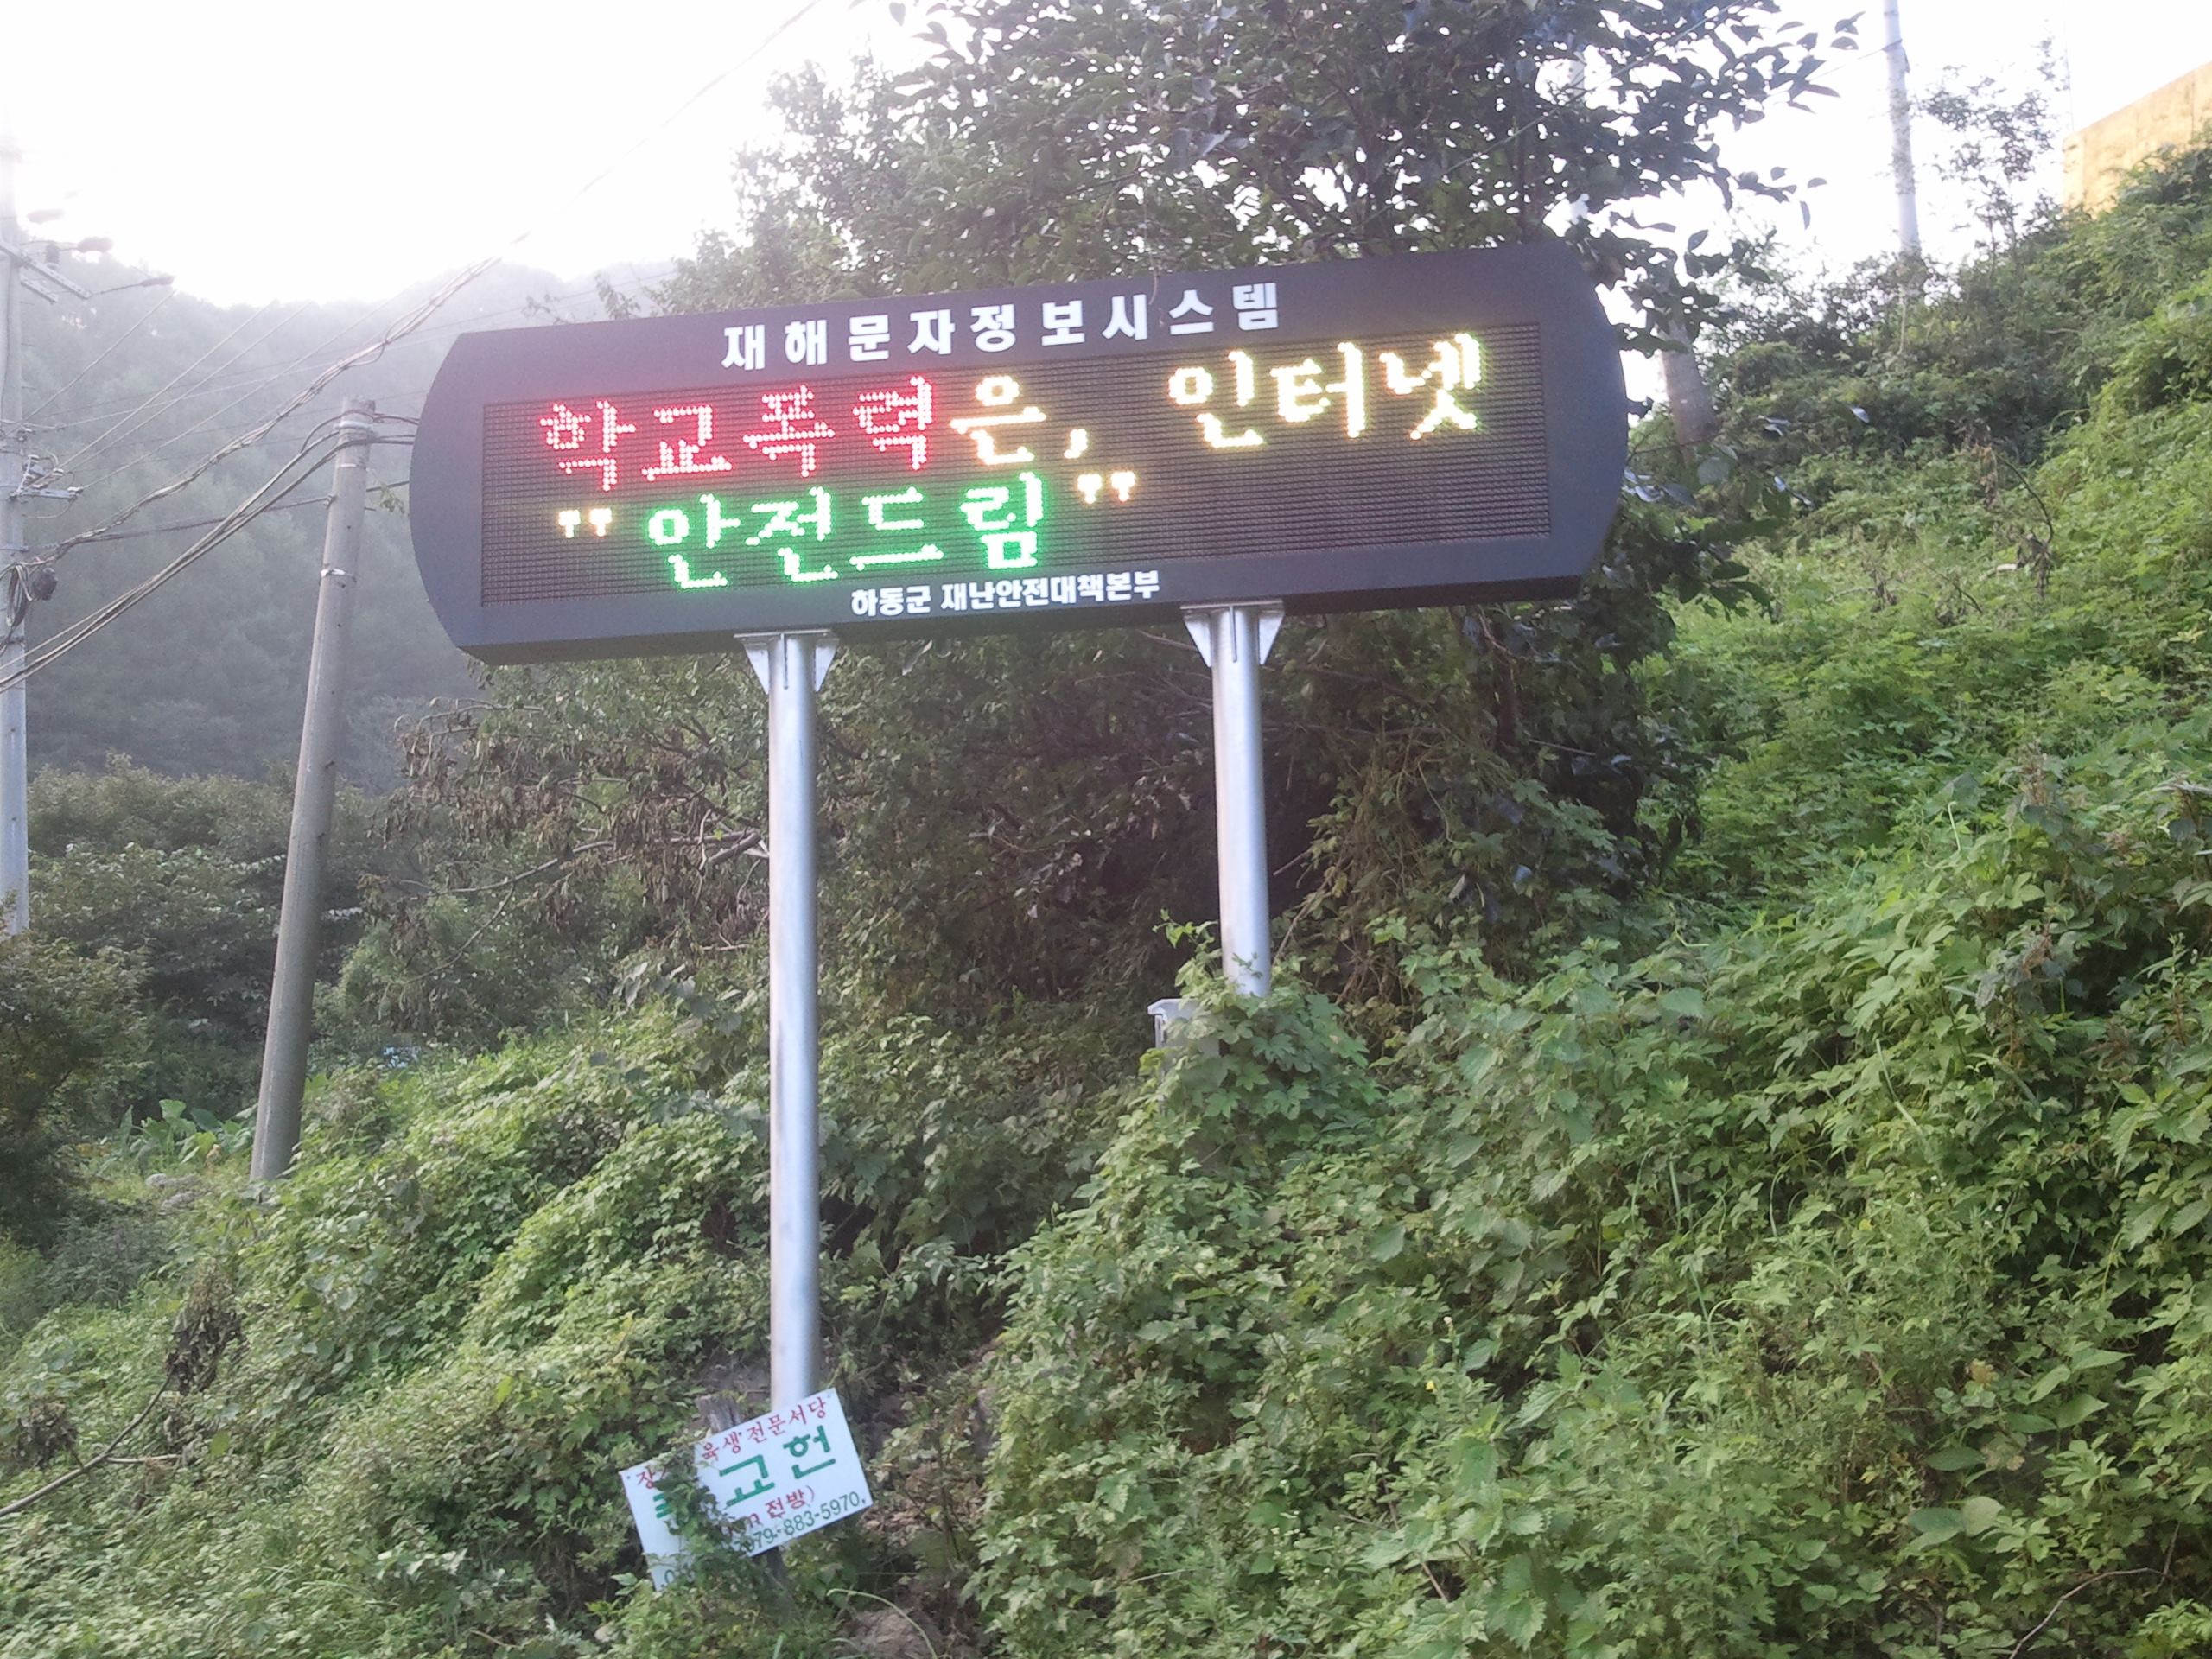 재해문자정보시스템
학교폭력은, 인터넷
"안전드림"
하동군 재난안전대책본부
육생 전문서당
고헌
전방)
883-5970,